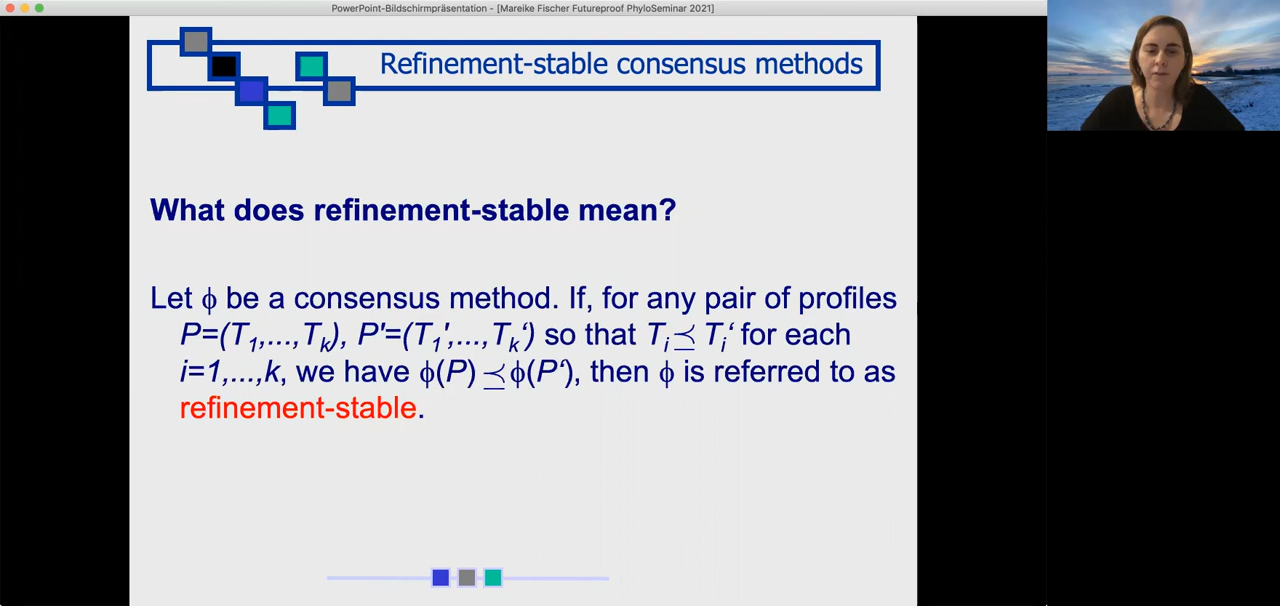 PowerPoint-Bildschirmpräsentation - [Mareike Fischer Futureproof PhyloSeminar 2021]
Refinement-stable consensus methods
What does refinement-stable mean?
Let ϕ be a consensus method. If, for any pair of profiles
P=(T₁,...,Tₖ), P'=(T₁',...,Tₖ‘) so that Tᵢ ⪯ Tᵢ‘ for each
i=1,...,k, we have ϕ(P) ⪯ ϕ(P‘), then ϕ is referred to as
refinement-stable.